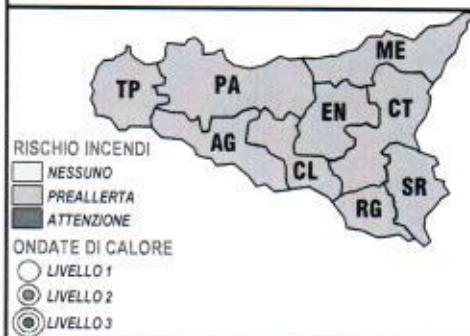 ME
TP
PA
EN
CT
AG
CL
SR
RG
RISCHIO INCENDI
NESSUNO
PREALLERTA
ATTENZIONE
ONDATE DI CALORE
LIVELLO 1
LIVELLO 2
LIVELLO 3